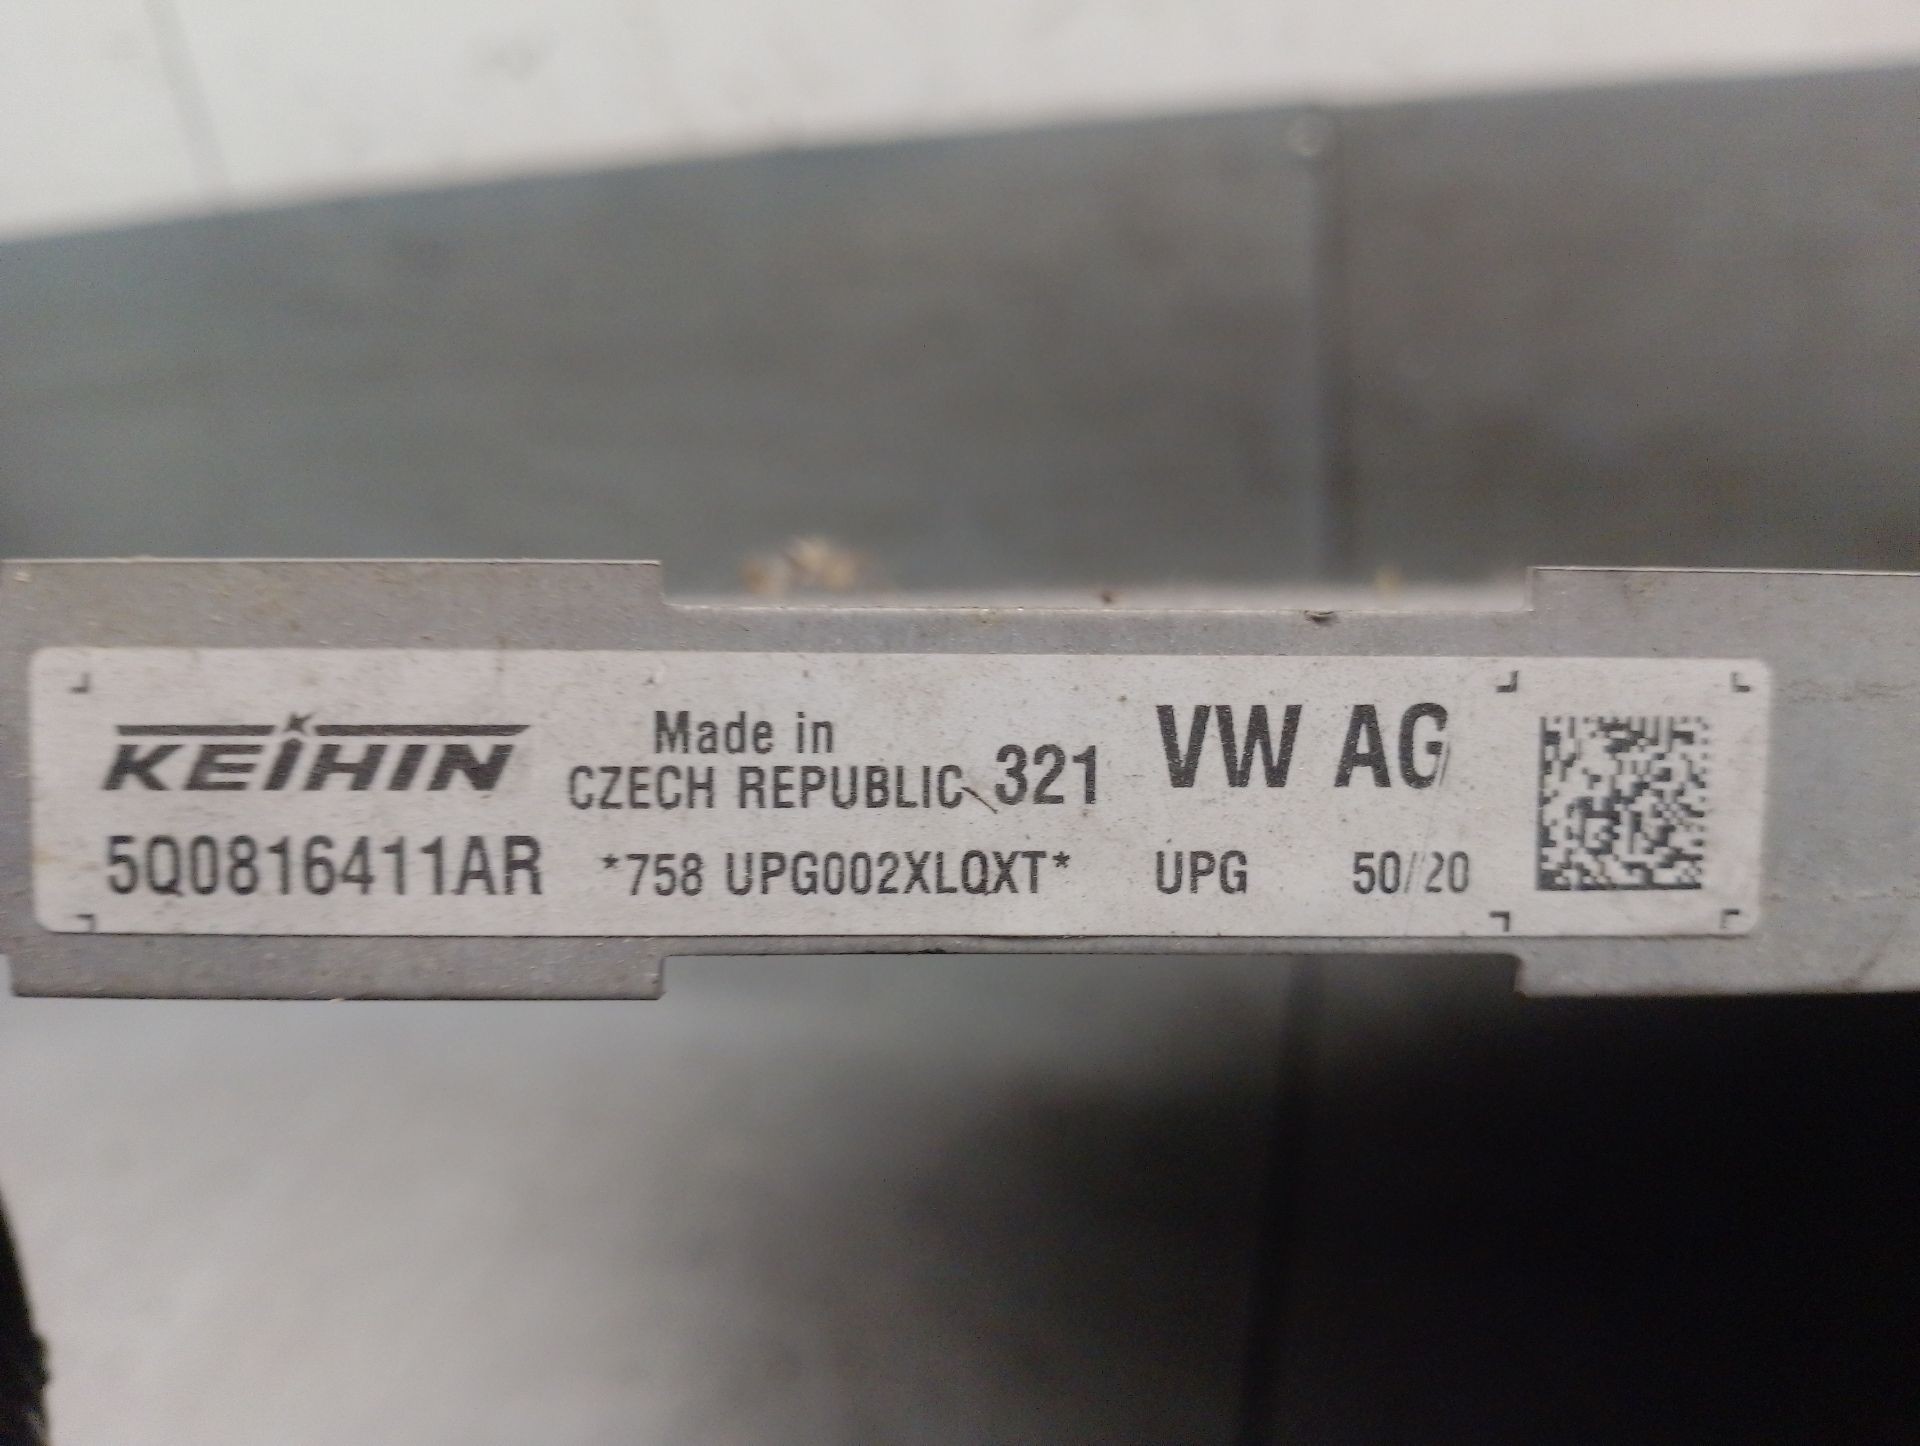 KEIHIN Made in CZECH REPUBLIC 321 VW AG
5Q0816411AR *758 UPG002XLQXT* UPG 50/20